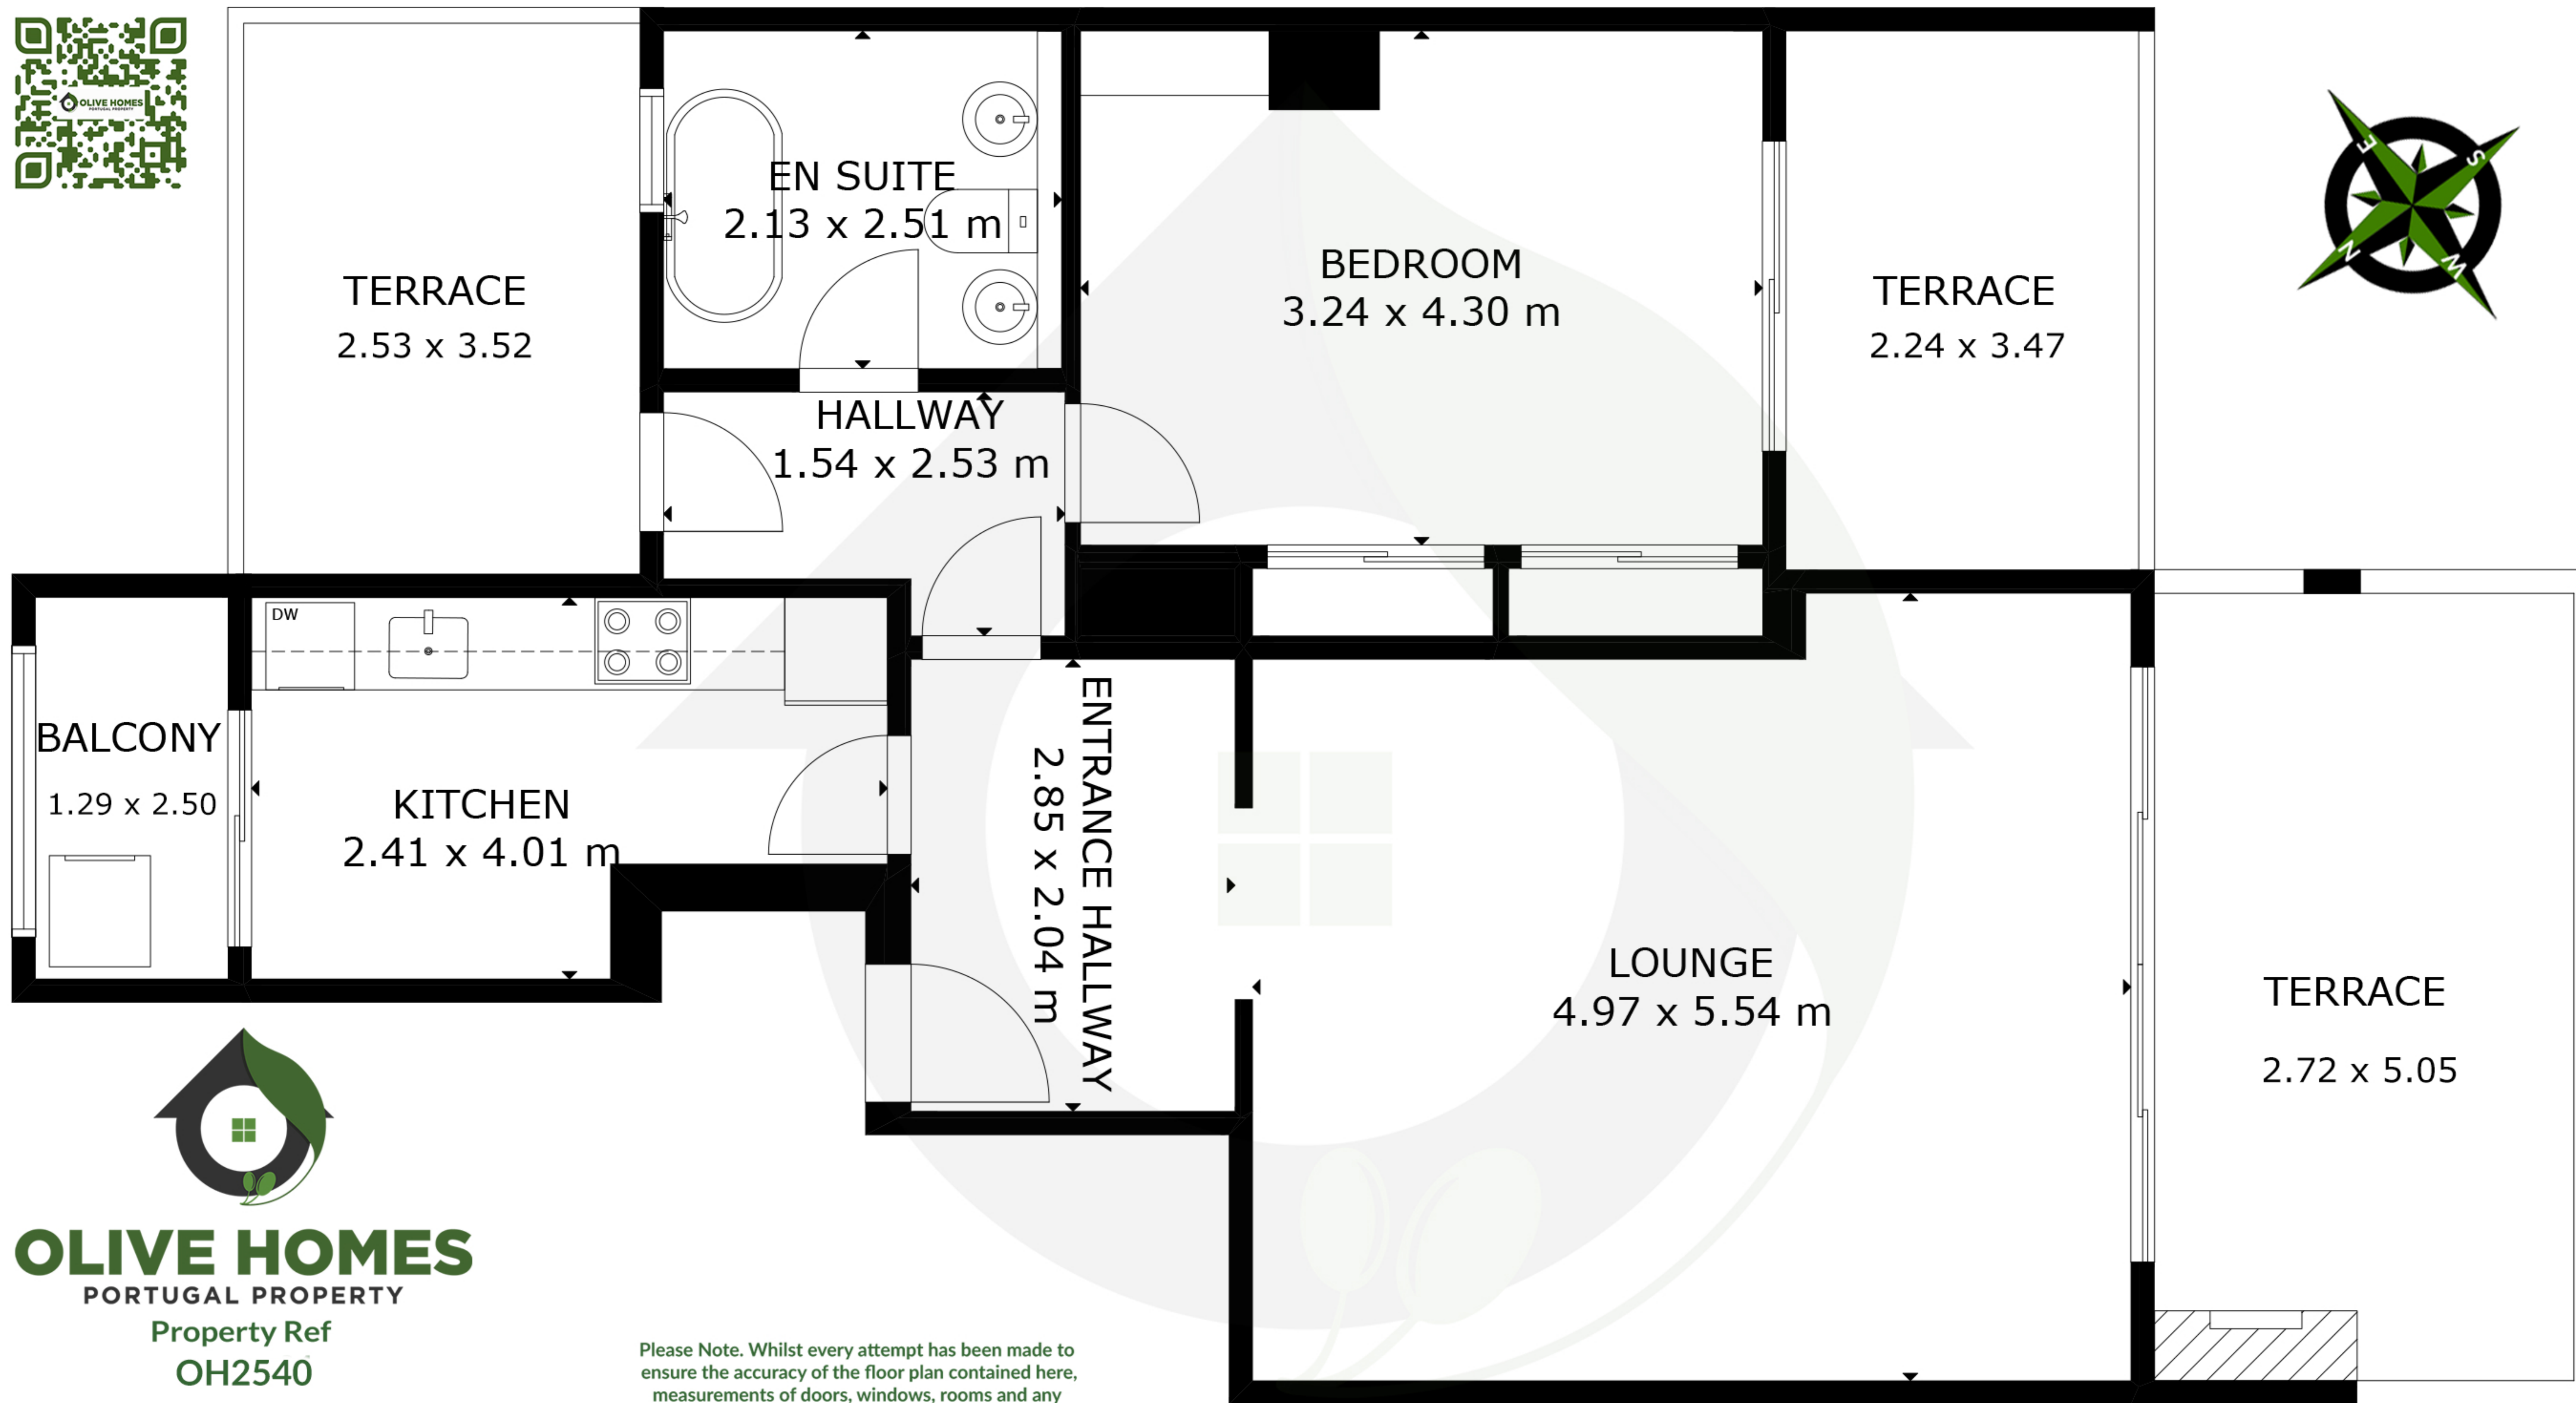 OLIVE HOMES
PORTUGAL PROPERTY
EN SUITE
2.13 x 2.51 m
BEDROOM
3.24 x 4.30 m
E
S
N
W
TERRACE
2.53 x 3.52
TERRACE
2.24 x 3.47
HALLWAY
1.54 x 2.53 m
DW
BALCONY
1.29 x 2.50
KITCHEN
2.41 x 4.01 m
ENTRANCE HALLWAY
2.85 x 2.04 m
LOUNGE
4.97 x 5.54 m
TERRACE
2.72 x 5.05
OLIVE HOMES
PORTUGAL PROPERTY
Property Ref
OH2540
Please Note. Whilst every attempt has been made to
ensure the accuracy of the floor plan contained here,
measurements of doors, windows, rooms and any